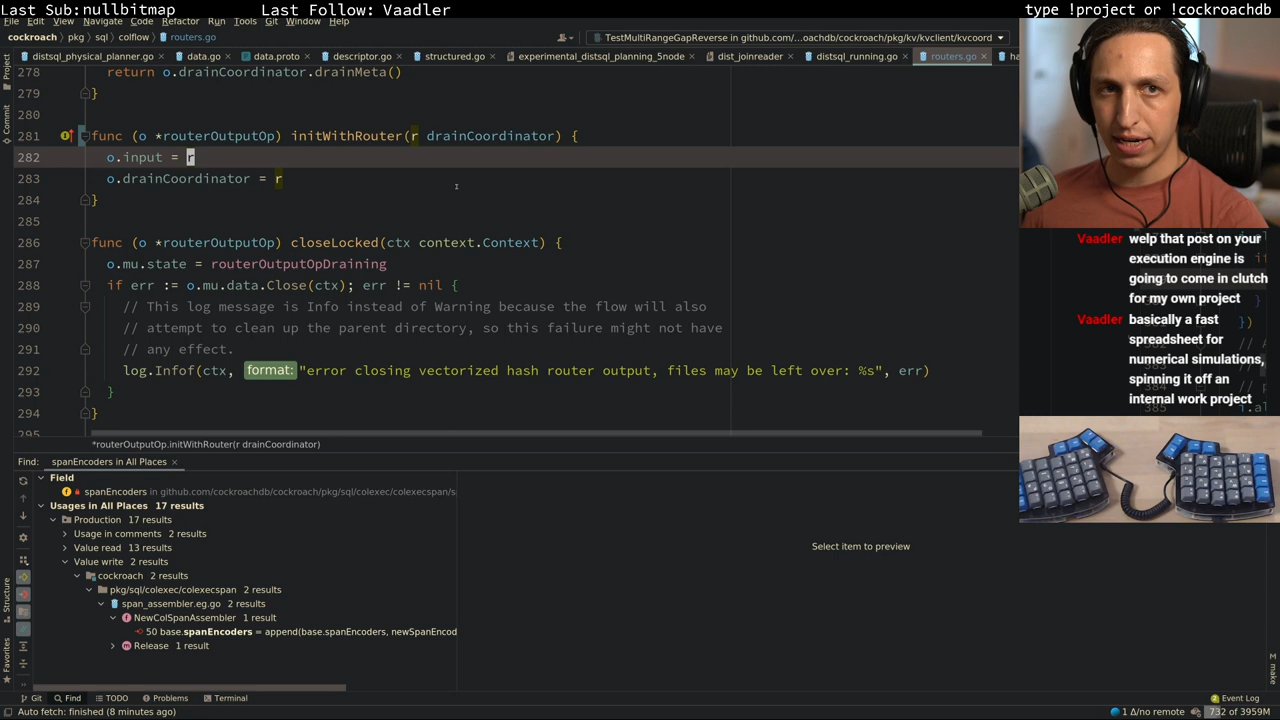 Last Sub:nullbitmap
Last Follow: Vaadler
type !project or !cockroachdb
File Edit View Navigate Code Refactor Run Tools Git Window Help
cockroach pkg sql colflow routers.go
TestMultiRangeGapReverse in github.com/...oachdb/cockroach/pkg/kv/kvclient/kvcoord
distsql_physical_planner.go data.go data.proto descriptor.go structured.go experimental_distsql_planning_5node dist_joinreader distsql_running.go routers.go
278 return o.drainCoordinator.drainMeta()
279 }
280
281 func (o *routerOutputOp) initWithRouter(r drainCoordinator) {
282 o.input = r
283 o.drainCoordinator = r
284 }
285
286 func (o *routerOutputOp) closeLocked(ctx context.Context) {
287 o.mu.state = routerOutputOpDraining
288 if err := o.mu.data.Close(ctx); err != nil {
289 // This log message is Info instead of Warning because the flow will also
290 // attempt to clean up the parent directory, so this failure might not have
291 // any effect.
292 log.Infof(ctx, format: "error closing vectorized hash router output, files may be left over: %s", err)
293 }
294 }
295
*routerOutputOp.initWithRouter(r drainCoordinator)
Find: spanEncoders in All Places
Field
spanEncoders in github.com/cockroachdb/cockroach/pkg/sql/colexec/colexecspan/s
Usages in All Places 17 results
Production 17 results
Usage in comments 2 results
Value read 13 results
Value write 2 results
cockroach 2 results
pkg/sql/colexec/colexecspan 2 results
span_assembler.eg.go 2 results
NewColSpanAssembler 1 result
50 base.spanEncoders = append(base.spanEncoders, newSpanEncod
Release 1 result
Select item to preview
Project
Commit
Structure
Favorites
Vaadler welp that post on your
execution engine is
going to come in clutch
for my own project
Vaadler basically a fast
spreadsheet for
numerical simulations,
spinning it off an
internal work project
Git Find TODO Problems Terminal
Event Log
Auto fetch: finished (8 minutes ago)
1 Δ/no remote
732 of 3959M
M make